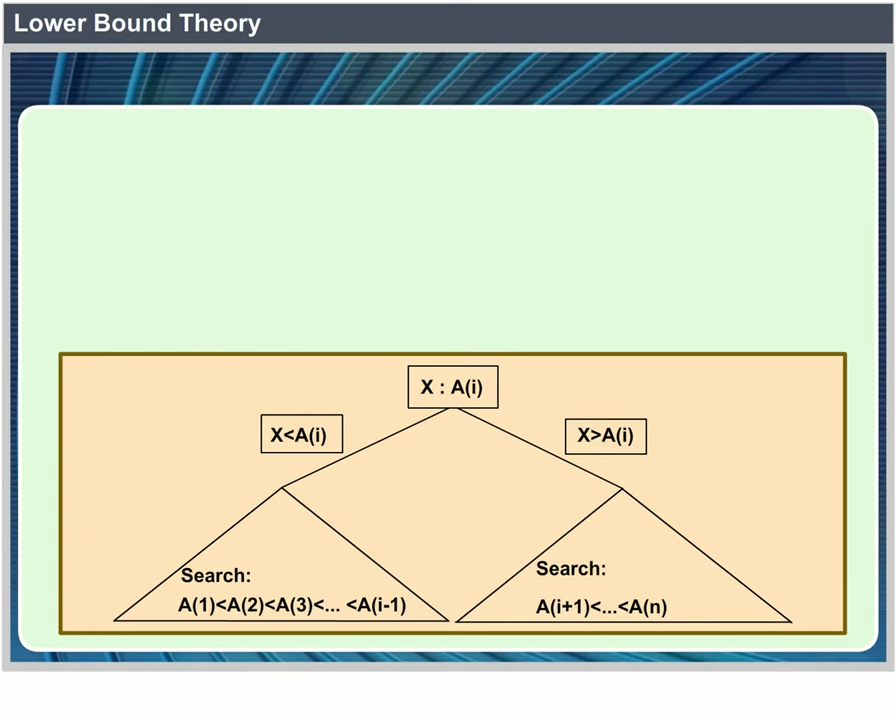 Lower Bound Theory
X : A(i)
X<A(i)
X>A(i)
Search:
A(1)<A(2)<A(3)<... <A(i-1)
Search:
A(i+1)<...<A(n)